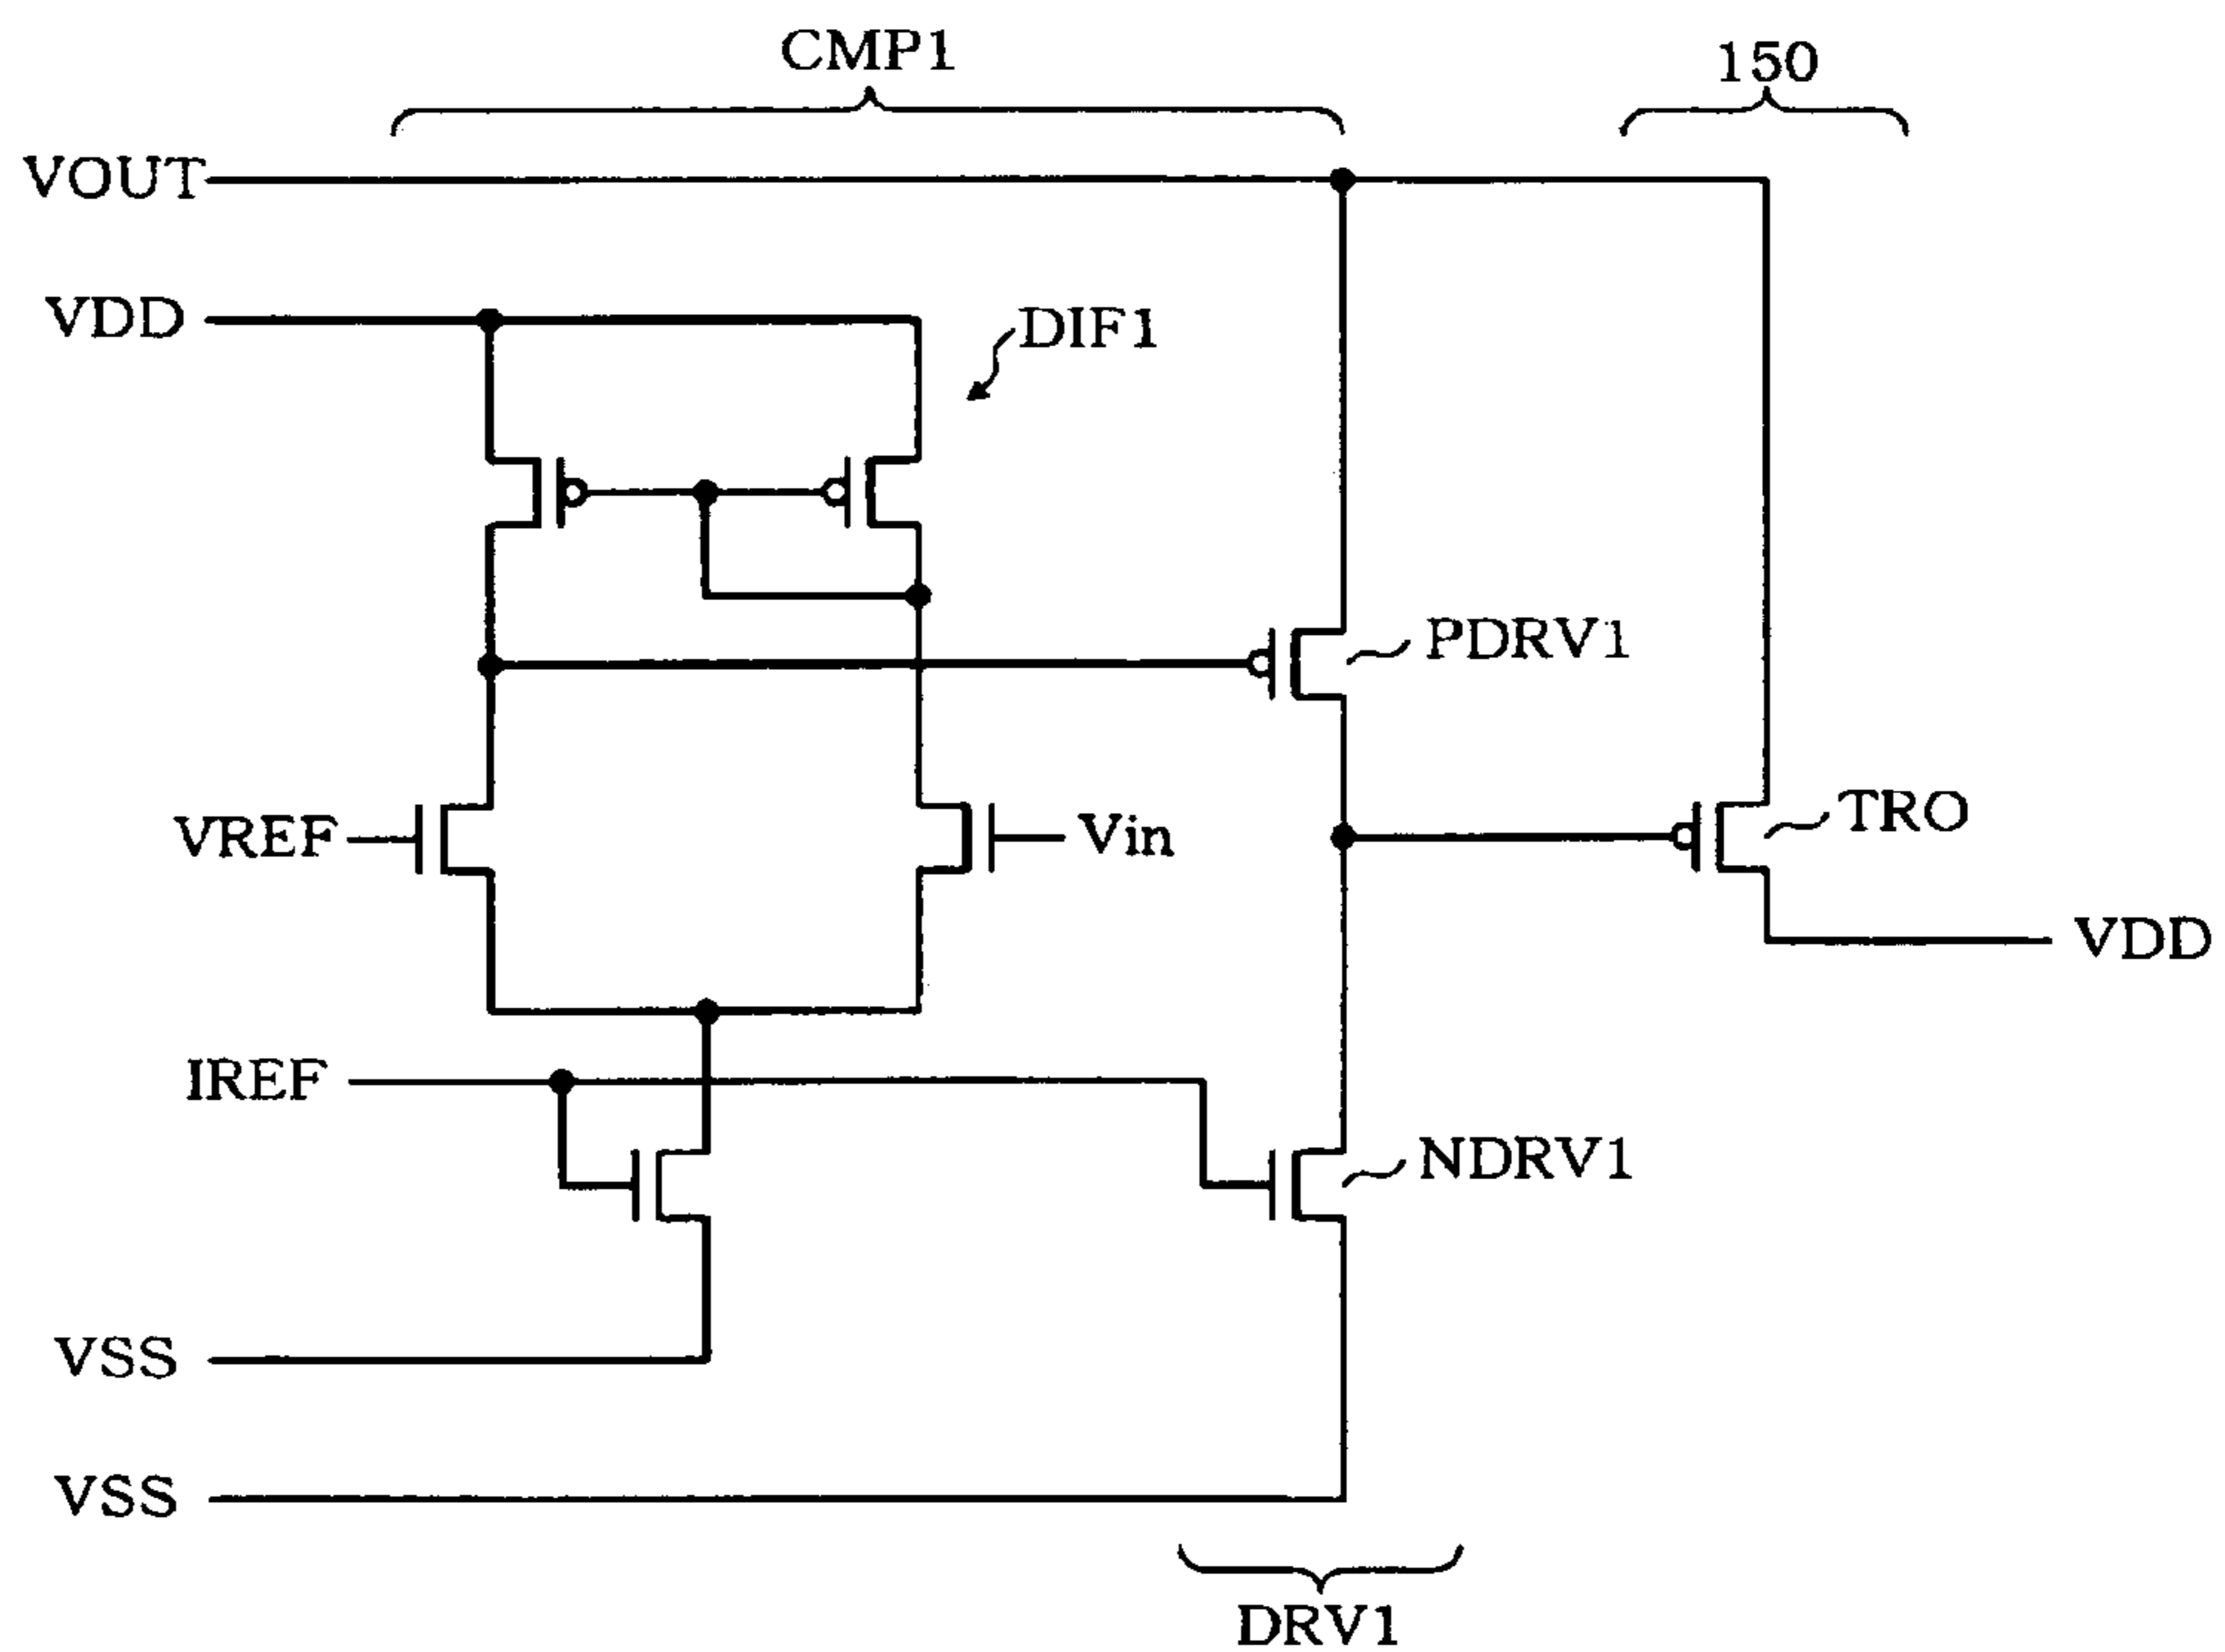 CMP1
150
VOUT
VDD
DIF1
PDRV1
VREF
Vin
TRO
VDD
IREF
NDRV1
VSS
VSS
DRV1